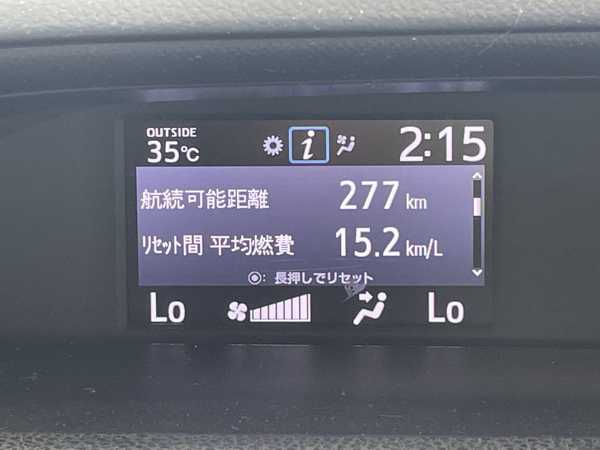 OUTSIDE
35℃
i
2:15
航続可能距離 277 km
ﾘｾｯﾄ間 平均燃費 15.2 km/L
◉: 長押しでリセット
Lo Lo